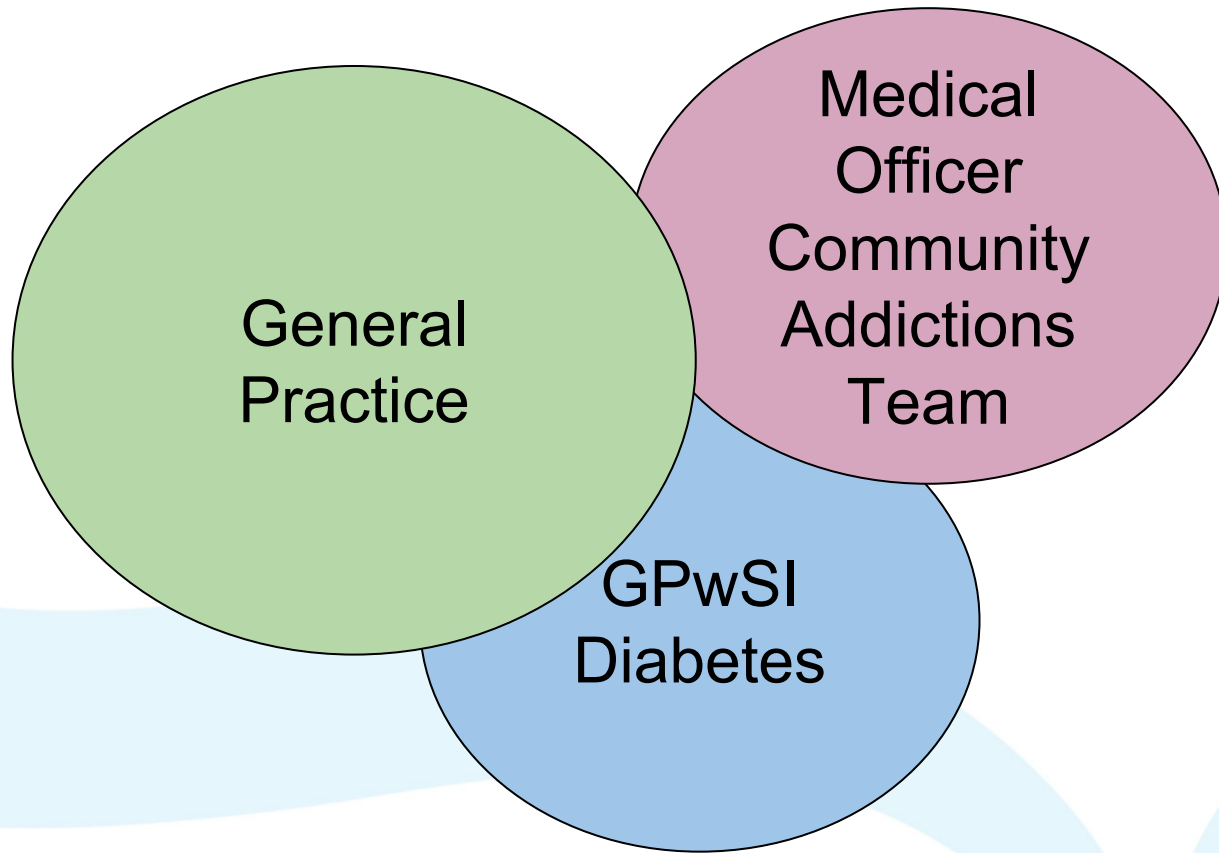 General
Practice
Medical
Officer
Community
Addictions
Team
GPwSI
Diabetes